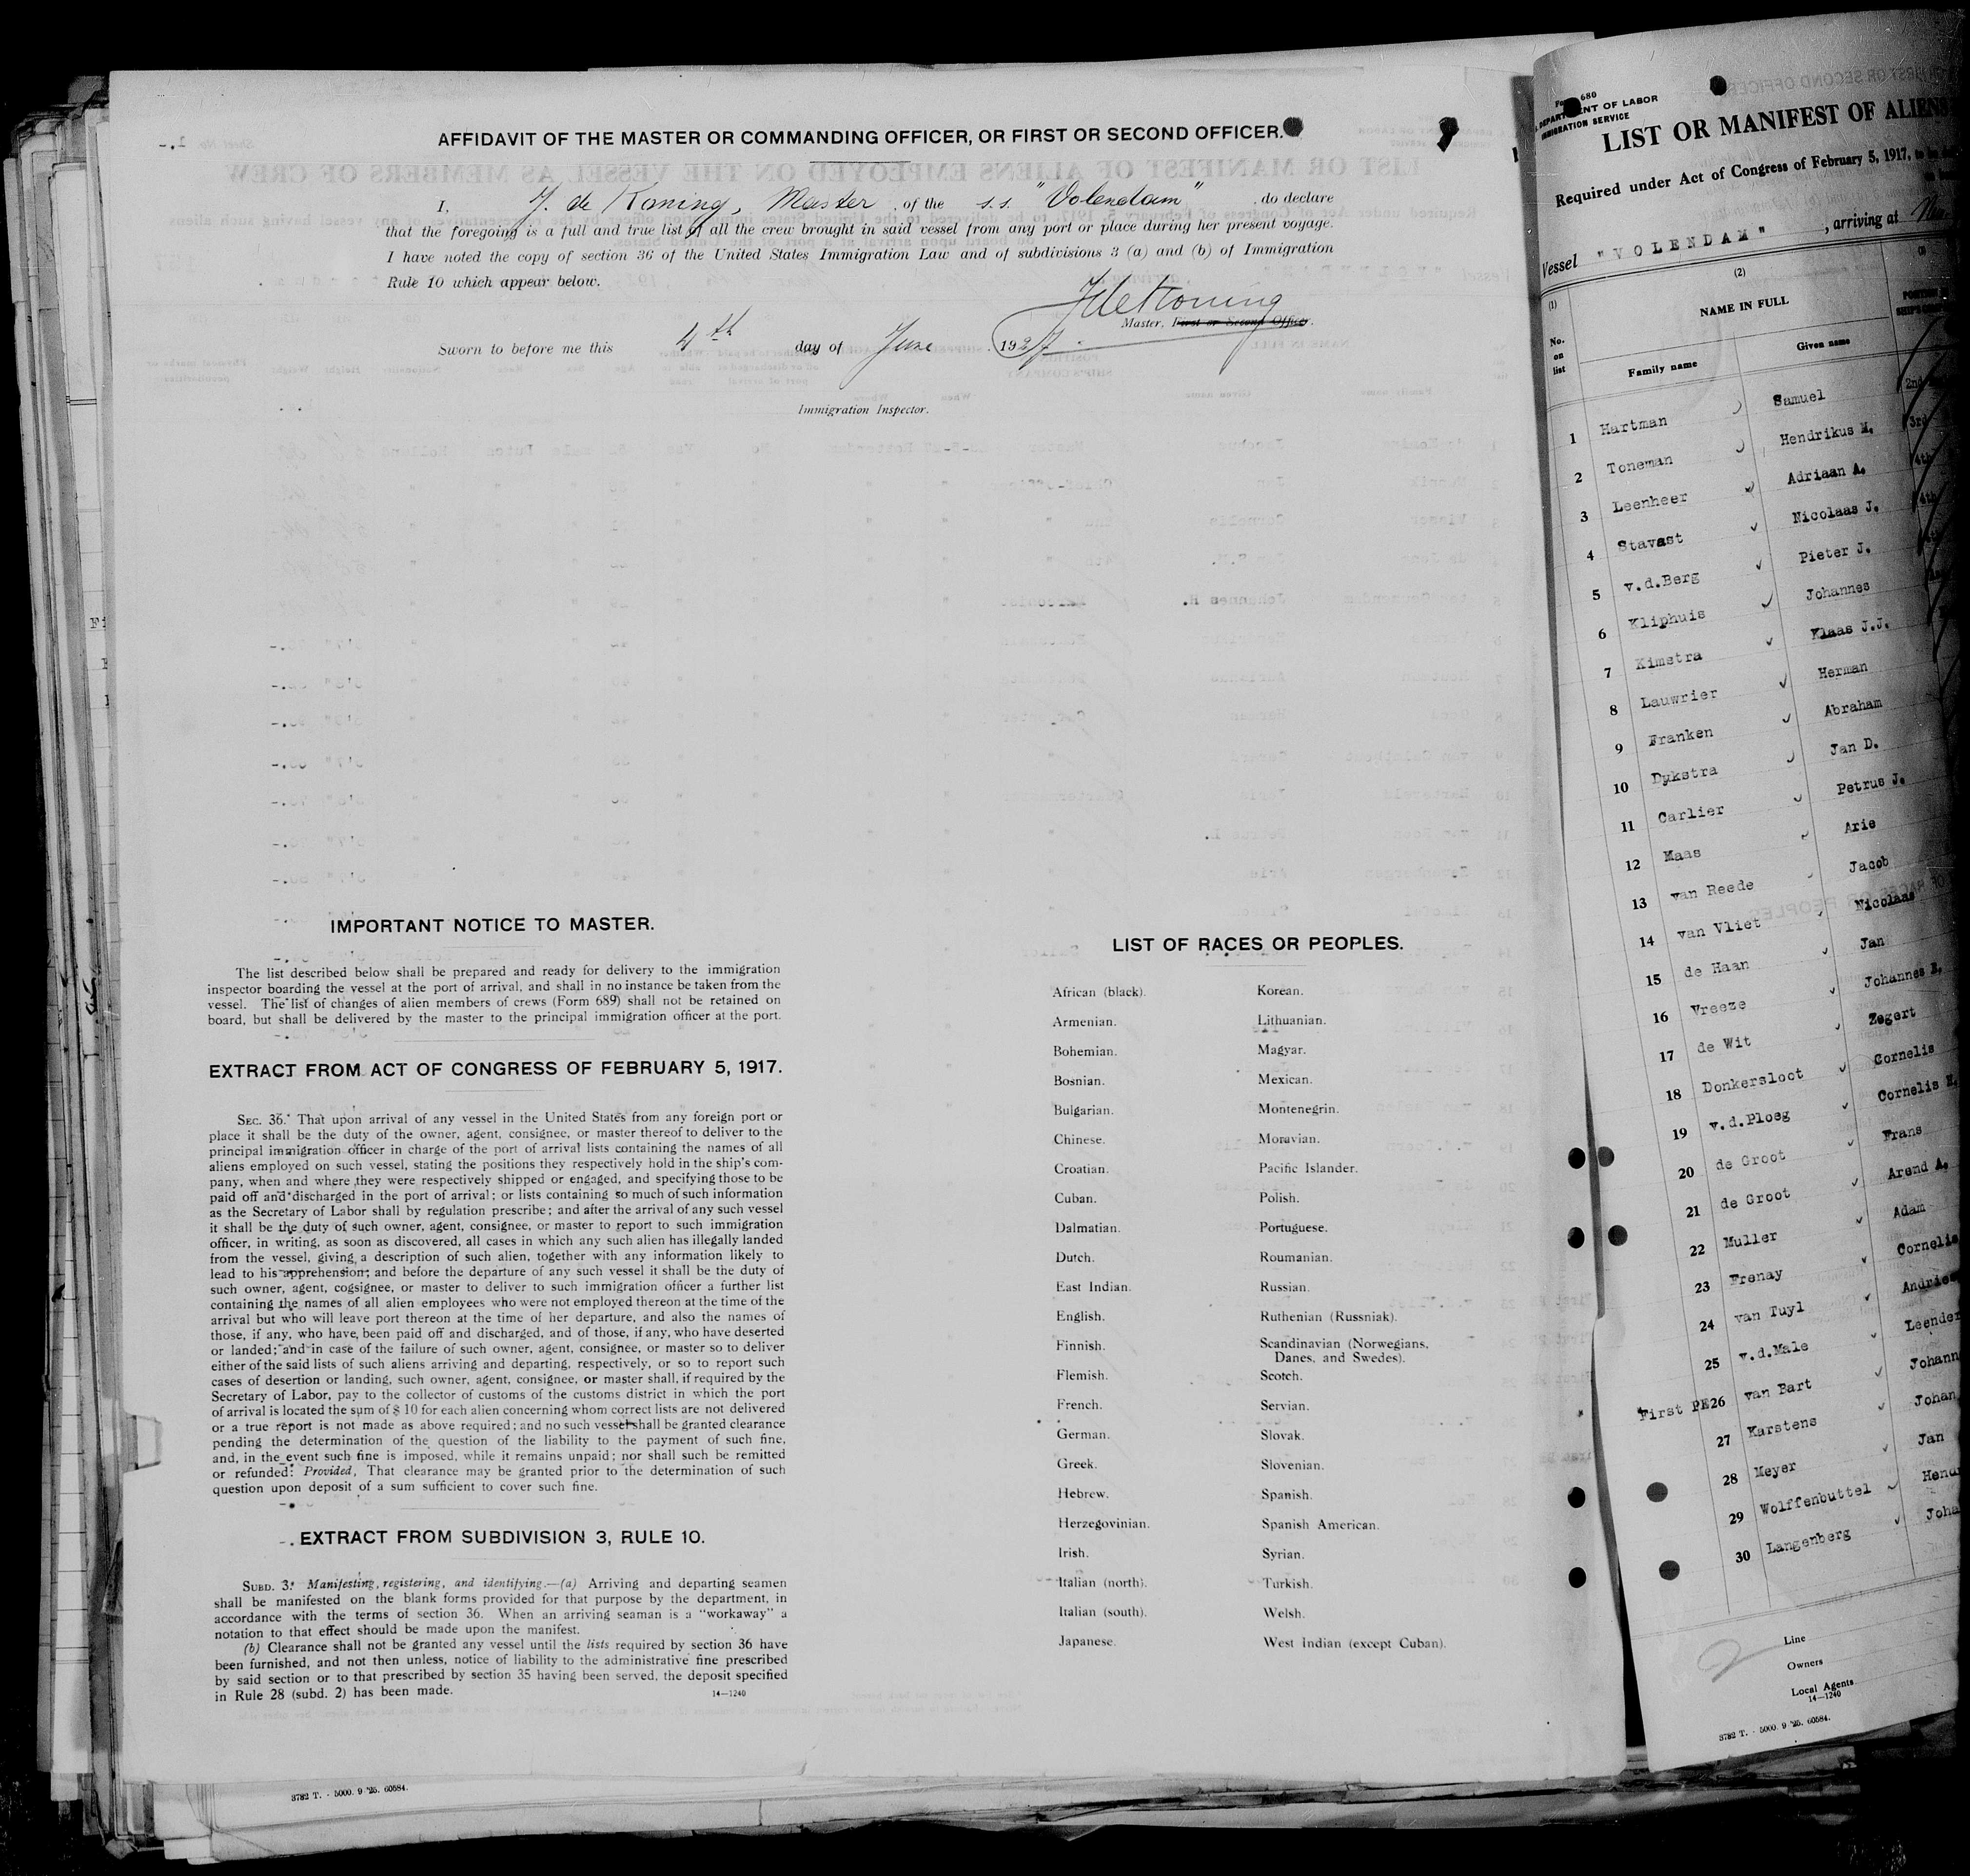 AFFIDAVIT OF THE MASTER OR COMMANDING OFFICER, OR FIRST OR SECOND OFFICER.
I, J. de Koning, Master, of the s.s. "Volendam" do declare
that the foregoing is a full and true list of all the crew brought in said vessel from any port or place during her present voyage.
I have noted the copy of section 36 of the United States Immigration Law and of subdivisions 3 (a) and (b) of Immigration
Rule 10 which appear below.
JdeKoning
Master, First or Second Officer.
Sworn to before me this 4th day of June 1927.
Immigration Inspector.
IMPORTANT NOTICE TO MASTER.
The list described below shall be prepared and ready for delivery to the immigration
inspector boarding the vessel at the port of arrival, and shall in no instance be taken from the
vessel. The list of changes of alien members of crews (Form 689) shall not be retained on
board, but shall be delivered by the master to the principal immigration officer at the port.
EXTRACT FROM ACT OF CONGRESS OF FEBRUARY 5, 1917.
SEC. 36. That upon arrival of any vessel in the United States from any foreign port or
place it shall be the duty of the owner, agent, consignee, or master thereof to deliver to the
principal immigration officer in charge of the port of arrival lists containing the names of all
aliens employed on such vessel, stating the positions they respectively hold in the ship's com-
pany, when and where they were respectively shipped or engaged, and specifying those to be
paid off and discharged in the port of arrival; or lists containing so much of such information
as the Secretary of Labor shall by regulation prescribe; and after the arrival of any such vessel
it shall be the duty of such owner, agent, consignee, or master to report to such immigration
officer, in writing, as soon as discovered, all cases in which any such alien has illegally landed
from the vessel, giving a description of such alien, together with any information likely to
lead to his apprehension; and before the departure of any such vessel it shall be the duty of
such owner, agent, cogsignee, or master to deliver to such immigration officer a further list
containing the names of all alien employees who were not employed thereon at the time of the
arrival but who will leave port thereon at the time of her departure, and also the names of
those, if any, who have been paid off and discharged, and of those, if any, who have deserted
or landed; and in case of the failure of such owner, agent, consignee, or master so to deliver
either of the said lists of such aliens arriving and departing, respectively, or so to report such
cases of desertion or landing, such owner, agent, consignee, or master shall, if required by the
Secretary of Labor, pay to the collector of customs of the customs district in which the port
of arrival is located the sum of $ 10 for each alien concerning whom correct lists are not delivered
or a true report is not made as above required; and no such vessel shall be granted clearance
pending the determination of the question of the liability to the payment of such fine,
and, in the event such fine is imposed, while it remains unpaid; nor shall such be remitted
or refunded: Provided, That clearance may be granted prior to the determination of such
question upon deposit of a sum sufficient to cover such fine.
EXTRACT FROM SUBDIVISION 3, RULE 10.
SUBD. 3. Manifesting, registering, and identifying.—(a) Arriving and departing seamen
shall be manifested on the blank forms provided for that purpose by the department, in
accordance with the terms of section 36. When an arriving seaman is a "workaway" a
notation to that effect should be made upon the manifest.
(b) Clearance shall not be granted any vessel until the lists required by section 36 have
been furnished, and not then unless, notice of liability to the administrative fine prescribed
by said section or to that prescribed by section 35 having been served, the deposit specified
in Rule 28 (subd. 2) has been made.
14—1240
3782 T. - 5000. 9 '25. 60584.
LIST OF RACES OR PEOPLES.
African (black). Korean.
Armenian. Lithuanian.
Bohemian. Magyar.
Bosnian. Mexican.
Bulgarian. Montenegrin.
Chinese. Moravian.
Croatian. Pacific Islander.
Cuban. Polish.
Dalmatian. Portuguese.
Dutch. Roumanian.
East Indian. Russian.
English. Ruthenian (Russniak).
Finnish. Scandinavian (Norwegians,
Danes, and Swedes).
Flemish. Scotch.
French. Servian.
German. Slovak.
Greek. Slovenian.
Hebrew. Spanish.
Herzegovinian. Spanish American.
Irish. Syrian.
Italian (north). Turkish.
Italian (south). Welsh.
Japanese. West Indian (except Cuban).
680
OF LABOR
IMMIGRATION SERVICE
LIST OR MANIFEST OF ALIENS
Required under Act of Congress of February 5, 1917,
Vessel "VOLENDAM", arriving at
(1) (2) (3)
No. on list
NAME IN FULL
Family name Given name
1 Hartman Samuel 2nd
2 Toneman Hendrikus M. 3rd
3 Leenheer Adriaan A. 4th
4 Stavast Nicolaas J. 4th
5 v.d.Berg Pieter J.
6 Kliphuis Johannes
7 Kimstra Klaas J.J.
8 Lauwrier Herman
9 Franken Abraham
10 Dykstra Jan D.
11 Carlier Petrus J.
12 Maas Arie
13 van Reede Jacob
14 van Vliet Nicolaas
15 de Haan Jan
16 Vreeze Johannes B.
17 de Wit Zegert
18 Donkersloot Cornelis
19 v.d.Ploeg Cornelis
20 de Groot Frans
21 de Groot Arend A.
22 Muller Adam
23 Frenay Cornelis
24 van Tuyl Andries
25 v.d.Male Leender
First PE26 van Bart Johann
27 Karstens Johan
28 Meyer Jan
29 Wolffenbuttel Hend
30 Langenberg Joha
2
Line
Owners
Local Agents
14—1240
3782 T. - 5000. 9 '25. 60584.